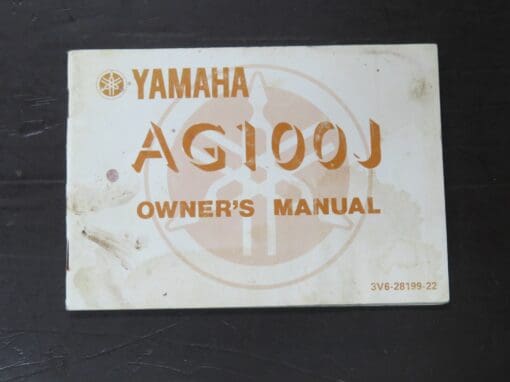 YAMAHA
AG100J
OWNER'S MANUAL
3V6-28199-22